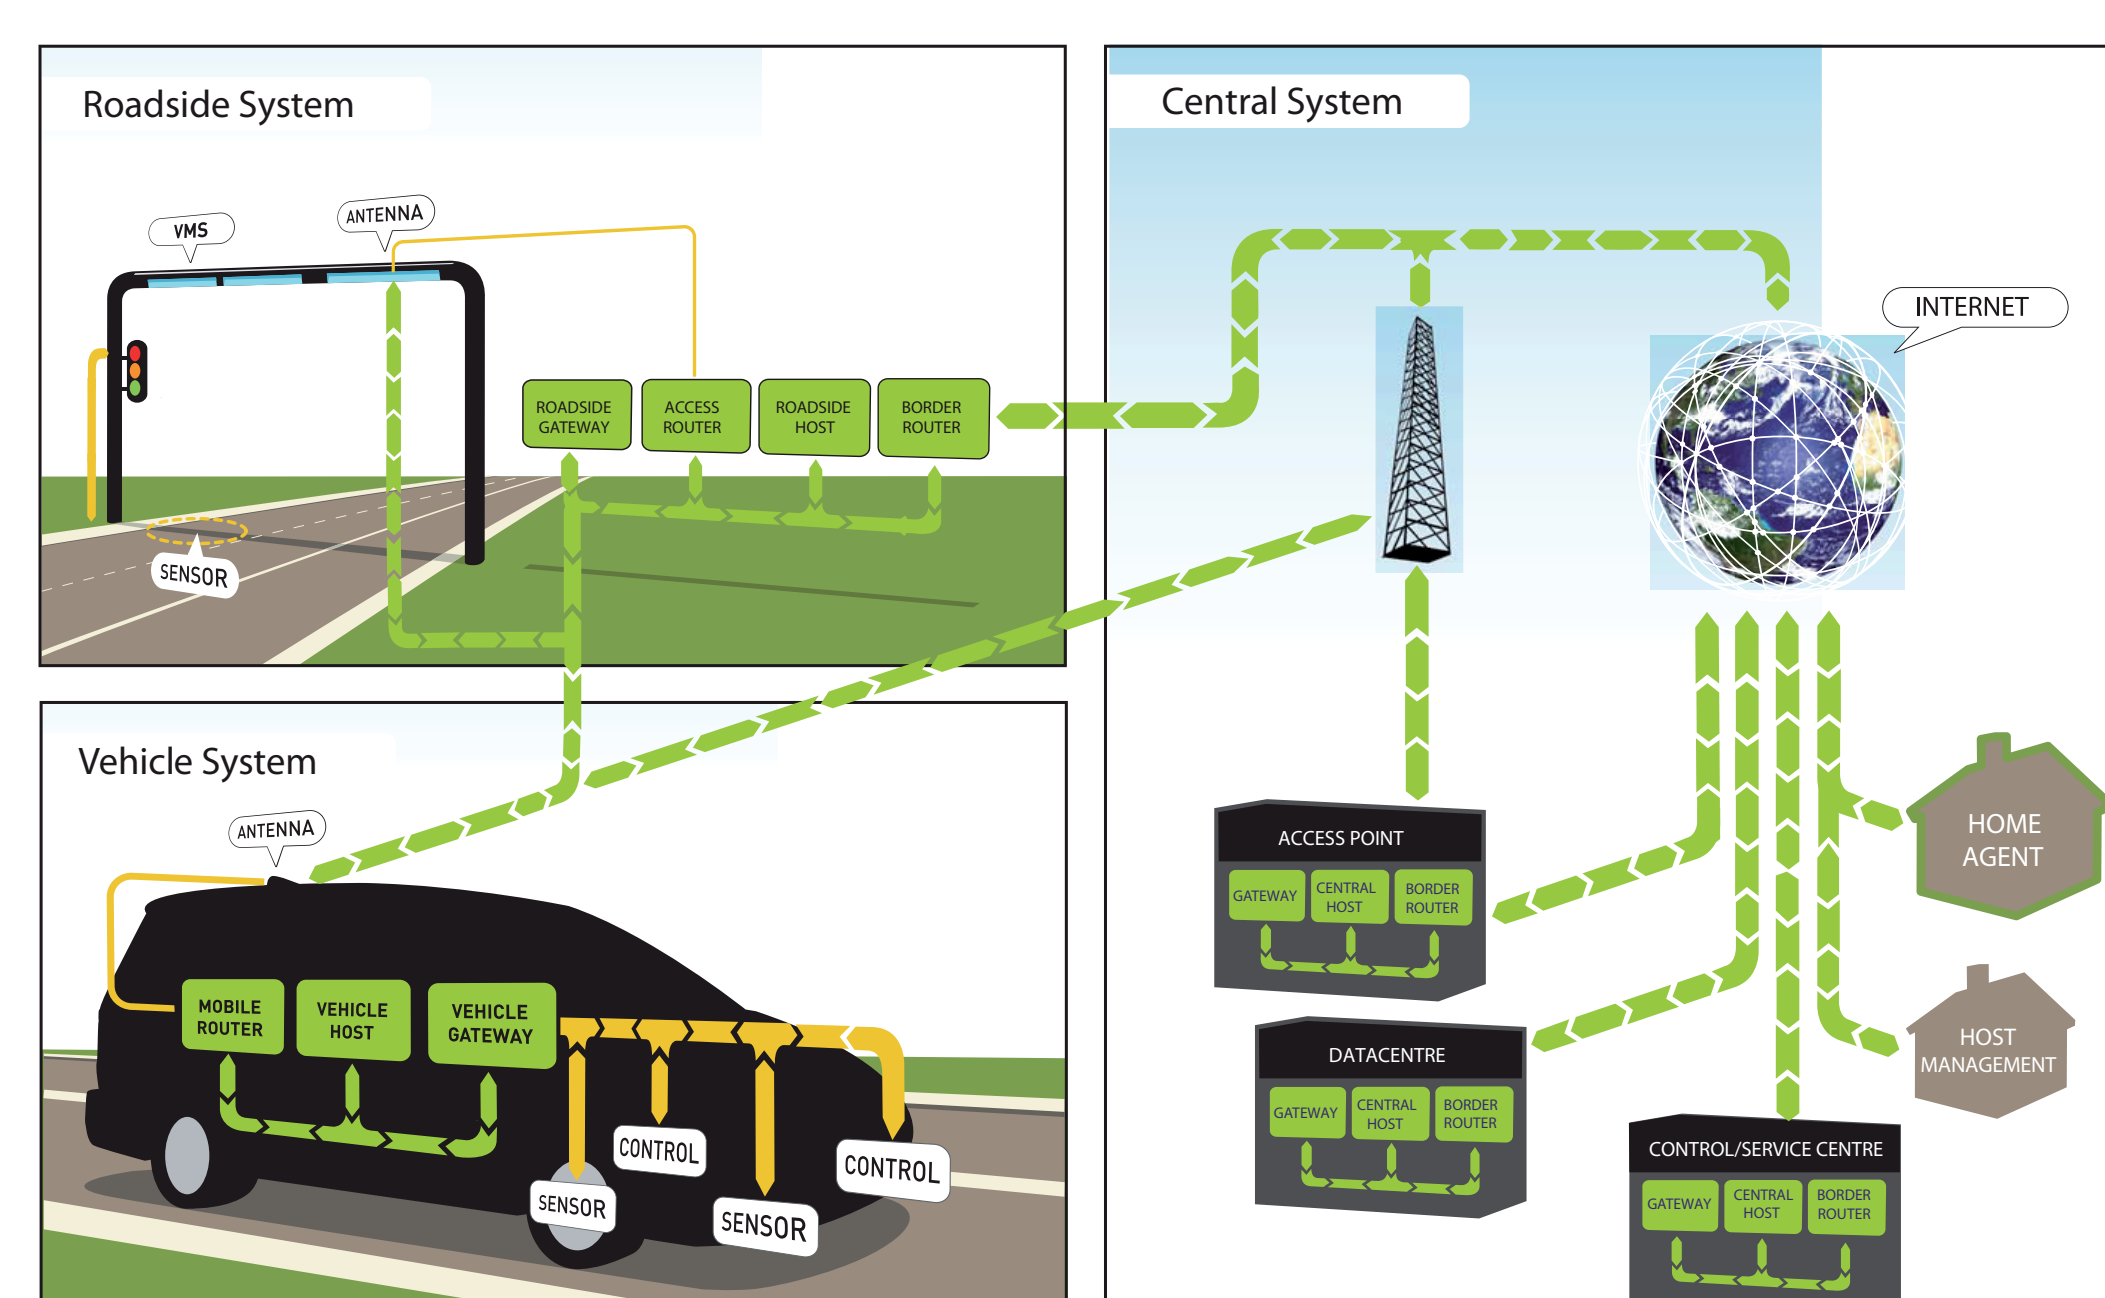 Roadside System
VMS
ANTENNA
ROADSIDE
GATEWAY
ACCESS
ROUTER
ROADSIDE
HOST
BORDER
ROUTER
SENSOR
Vehicle System
ANTENNA
MOBILE
ROUTER
VEHICLE
HOST
VEHICLE
GATEWAY
SENSOR
CONTROL
SENSOR
CONTROL
Central System
INTERNET
ACCESS POINT
GATEWAY
CENTRAL
HOST
BORDER
ROUTER
DATACENTRE
GATEWAY
CENTRAL
HOST
BORDER
ROUTER
CONTROL/SERVICE CENTRE
GATEWAY
CENTRAL
HOST
BORDER
ROUTER
HOME
AGENT
HOST
MANAGEMENT